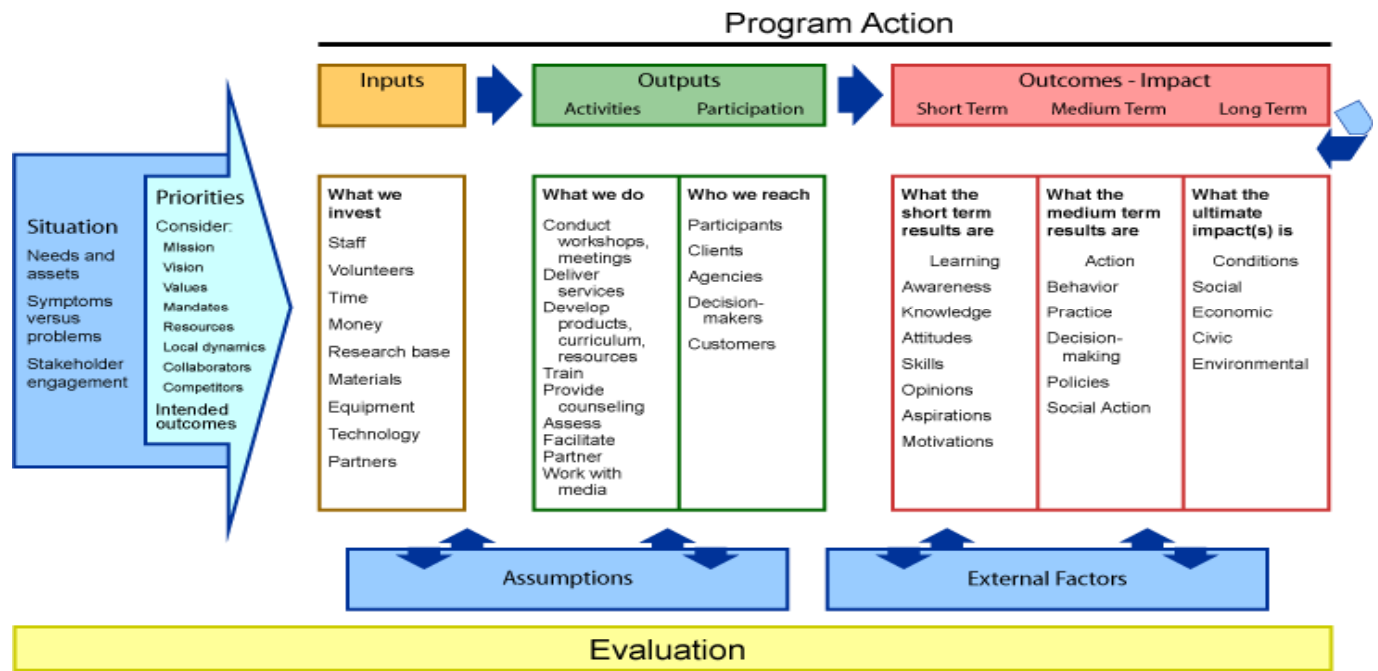 Program Action
Inputs
Outputs
Activities Participation
Outcomes - Impact
Short Term Medium Term Long Term
Situation
Needs and
assets
Symptoms
versus
problems
Stakeholder
engagement
Priorities
Consider:
MIssion
Vision
Values
Mandates
Resources
Local dynamics
Collaborators
Competitors
Intended
outcomes
What we
invest
Staff
Volunteers
Time
Money
Research base
Materials
Equipment
Technology
Partners
What we do
Conduct
workshops,
meetings
Deliver
services
Develop
products,
curriculum,
resources
Train
Provide
counseling
Assess
Facilitate
Partner
Work with
media
Who we reach
Participants
Clients
Agencies
Decision-
makers
Customers
What the
short term
results are
Learning
Awareness
Knowledge
Attitudes
Skills
Opinions
Aspirations
Motivations
What the
medium term
results are
Action
Behavior
Practice
Decision-
making
Policies
Social Action
What the
ultimate
impact(s) is
Conditions
Social
Economic
Civic
Environmental
Assumptions
External Factors
Evaluation